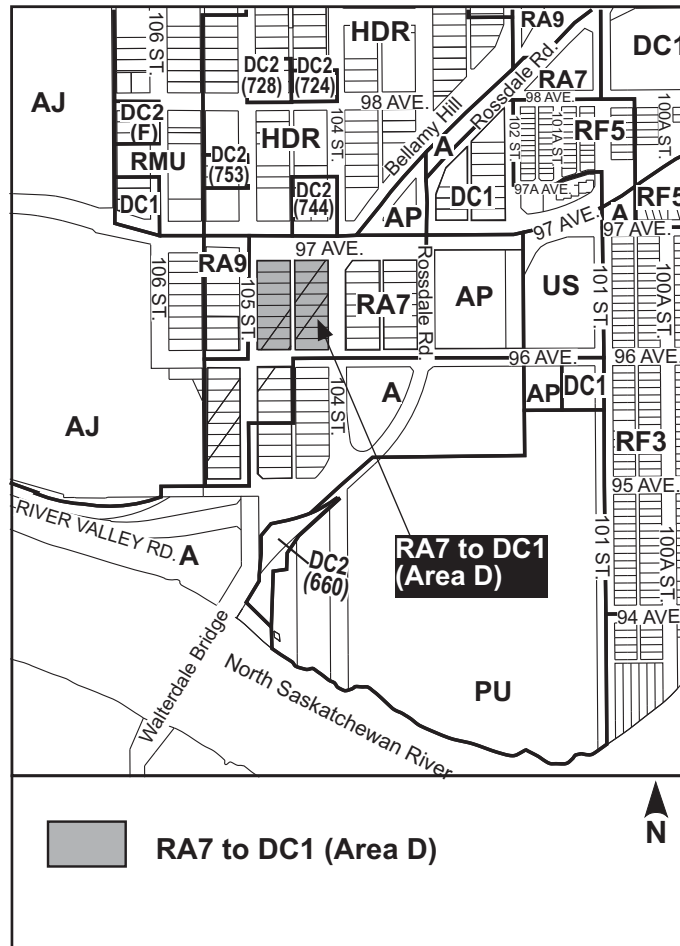 RA9
HDR
DC1
106 ST.
DC2
(728)
DC2
(724)
Rossdale Rd.
RA7
AJ
98 AVE.
98 AVE.
DC2
(F)
HDR
104 ST.
Bellamy Hill
A
102 ST.
101A ST.
RF5
100A ST.
RMU
DC2
(753)
DC1
DC2
(744)
AP
DC1
97A AVE.
RF5
A
97 AVE.
97 AVE.
97 AVE.
106 ST.
RA9
105 ST.
RA7
Rossdale Rd.
AP
US
101 ST.
100A ST.
96 AVE.
96 AVE.
104 ST.
A
AP
DC1
AJ
RF3
95 AVE.
RIVER VALLEY RD.
A
DC2
(660)
RA7 to DC1
(Area D)
101 ST.
100A ST.
94 AVE.
Walterdale Bridge
North Saskatchewan River
PU
RA7 to DC1 (Area D)
N